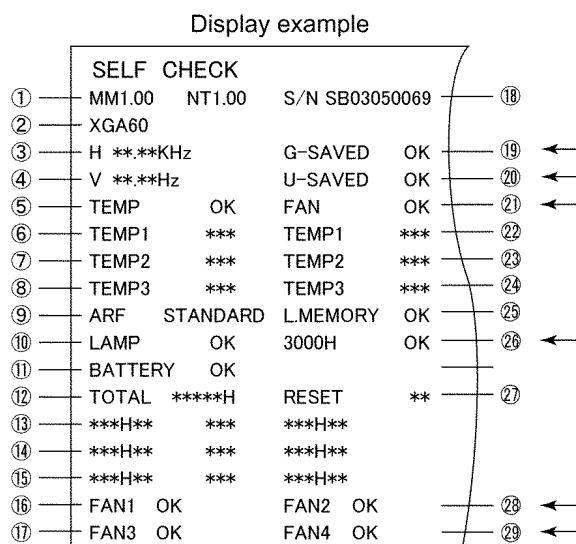 Display example
SELF CHECK
① MM1.00 NT1.00 S/N SB03050069 ⑱
② XGA60
③ H **.**KHz G-SAVED OK ⑲
④ V **.**Hz U-SAVED OK ⑳
⑤ TEMP OK FAN OK ㉑
⑥ TEMP1 *** TEMP1 *** ㉒
⑦ TEMP2 *** TEMP2 *** ㉓
⑧ TEMP3 *** TEMP3 *** ㉔
⑨ ARF STANDARD L.MEMORY OK ㉕
⑩ LAMP OK 3000H OK ㉖
⑪ BATTERY OK
⑫ TOTAL *****H RESET ** ㉗
⑬ ***H** *** ***H**
⑭ ***H** *** ***H**
⑮ ***H** *** ***H**
⑯ FAN1 OK FAN2 OK ㉘
⑰ FAN3 OK FAN4 OK ㉙